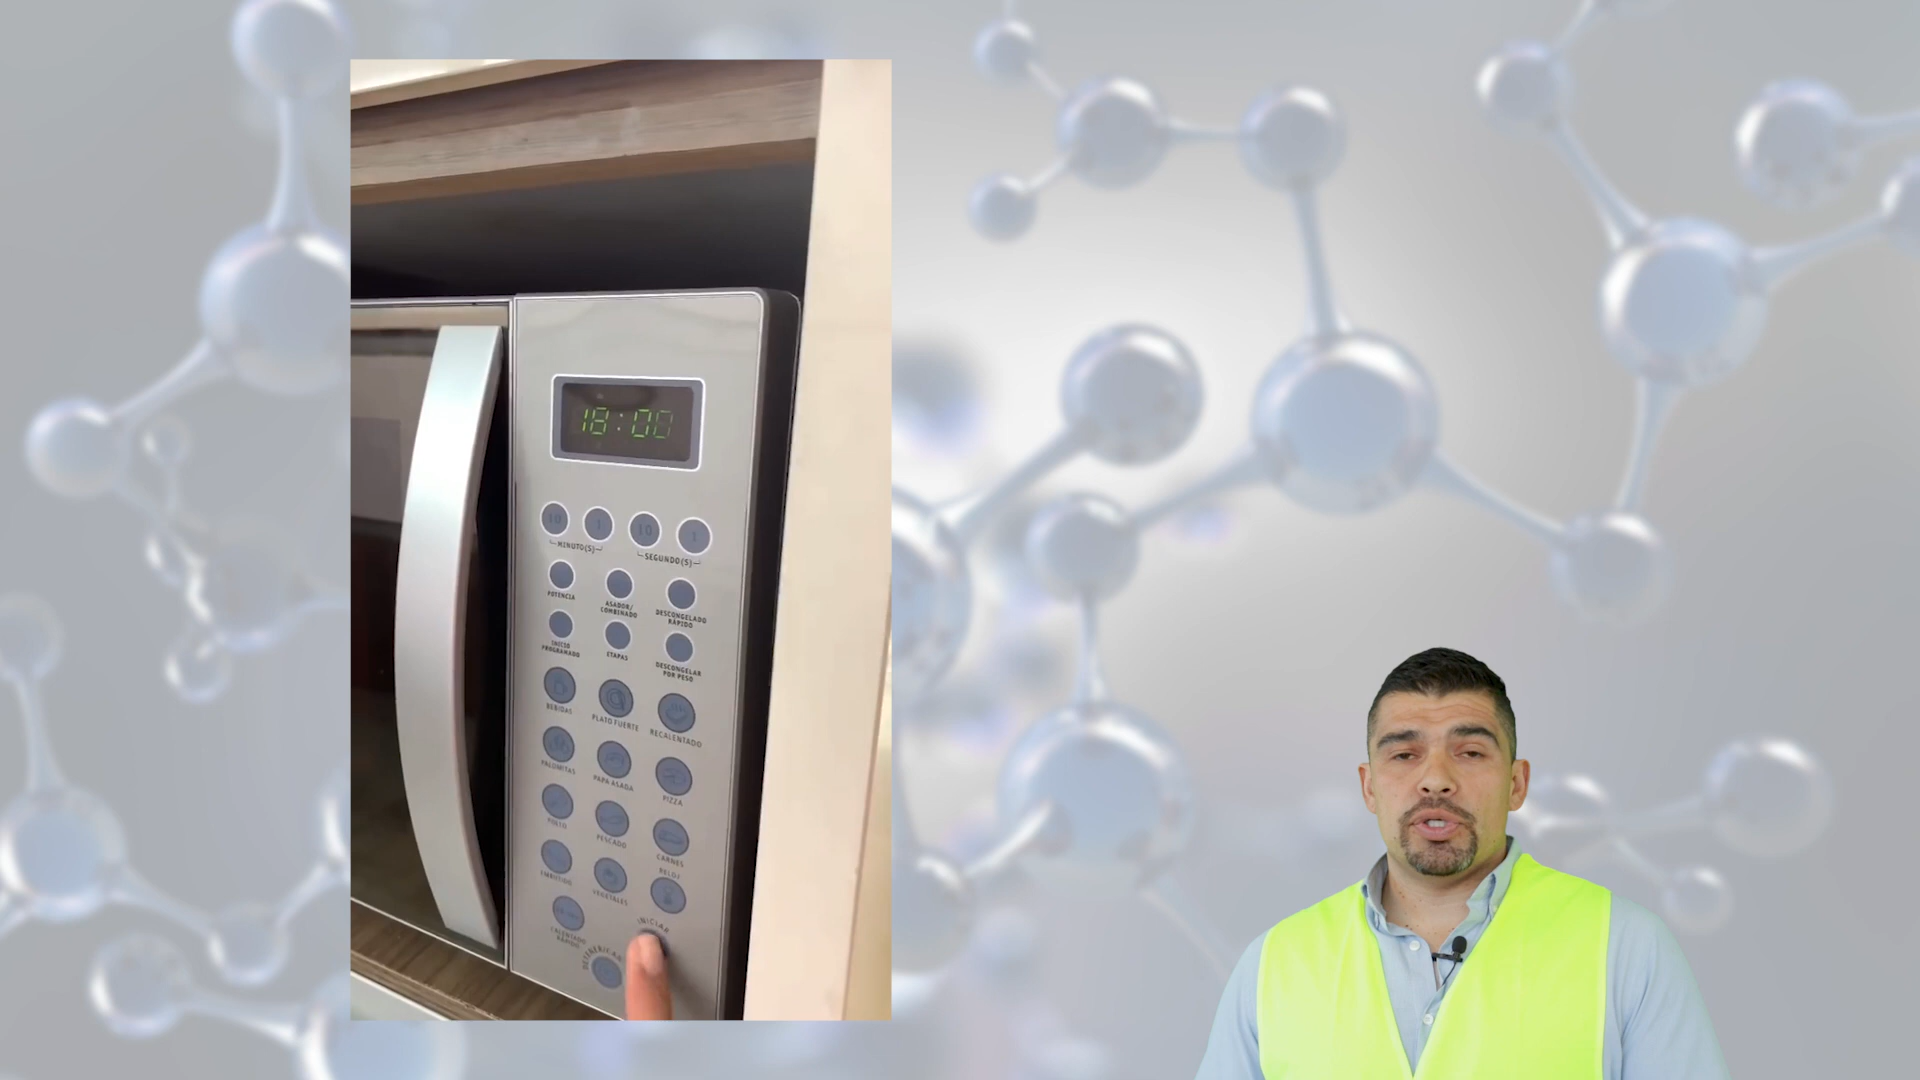 18:00
10 1 10 1
MINUTO(S) SEGUNDO(S)
POTENCIA
ASADOR/
COMBINADO
DESCONGELADO
RÁPIDO
INICIO
PROGRAMADO
ETAPAS
DESCONGELAR
POR PESO
BEBIDAS
PLATO FUERTE
RECALENTADO
PALOMITAS
PAPA ASADA
PIZZA
POLLO
PESCADO
CARNES
EMBUTIDO
VEGETALES
RELOJ
CALENTADO
RÁPIDO
INICIAR